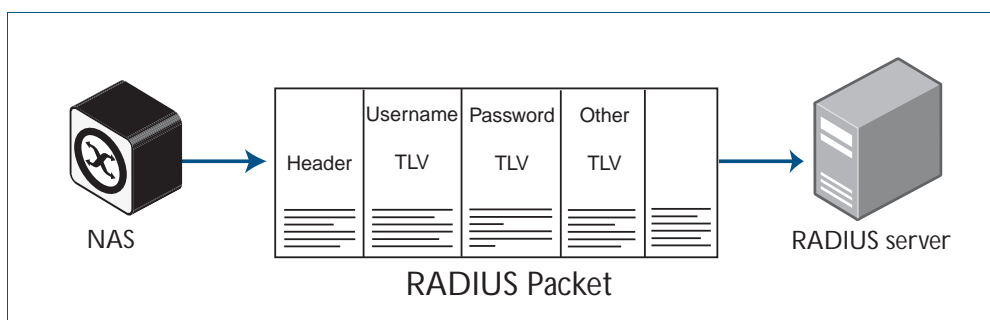 Username Password Other
Header TLV TLV TLV
NAS
RADIUS server
RADIUS Packet